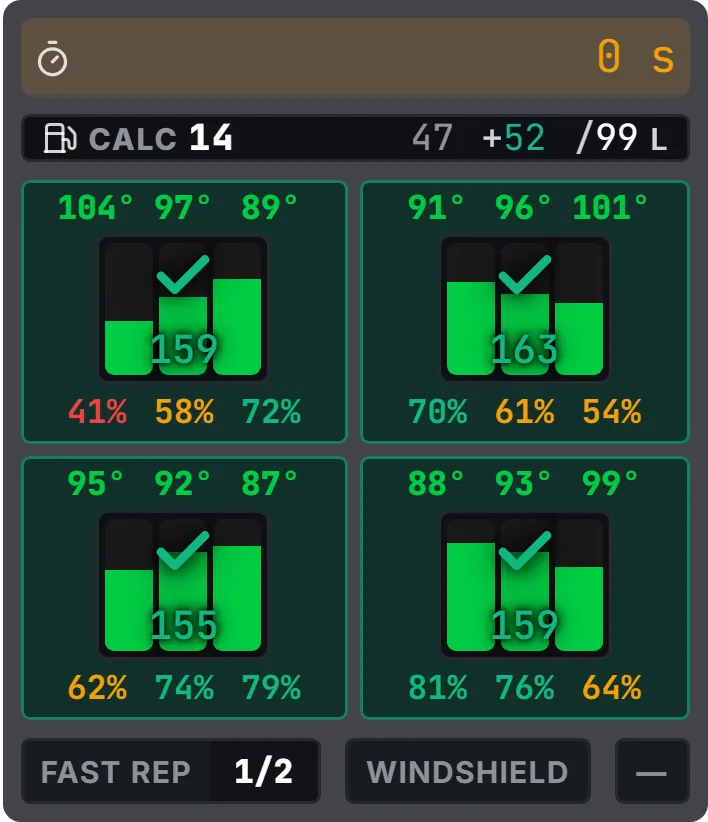 0 s
CALC 14 47 +52 /99 L
104° 97° 89°
159
41% 58% 72%
91° 96° 101°
163
70% 61% 54%
95° 92° 87°
155
62% 74% 79%
88° 93° 99°
159
81% 76% 64%
FAST REP 1/2 WINDSHIELD —